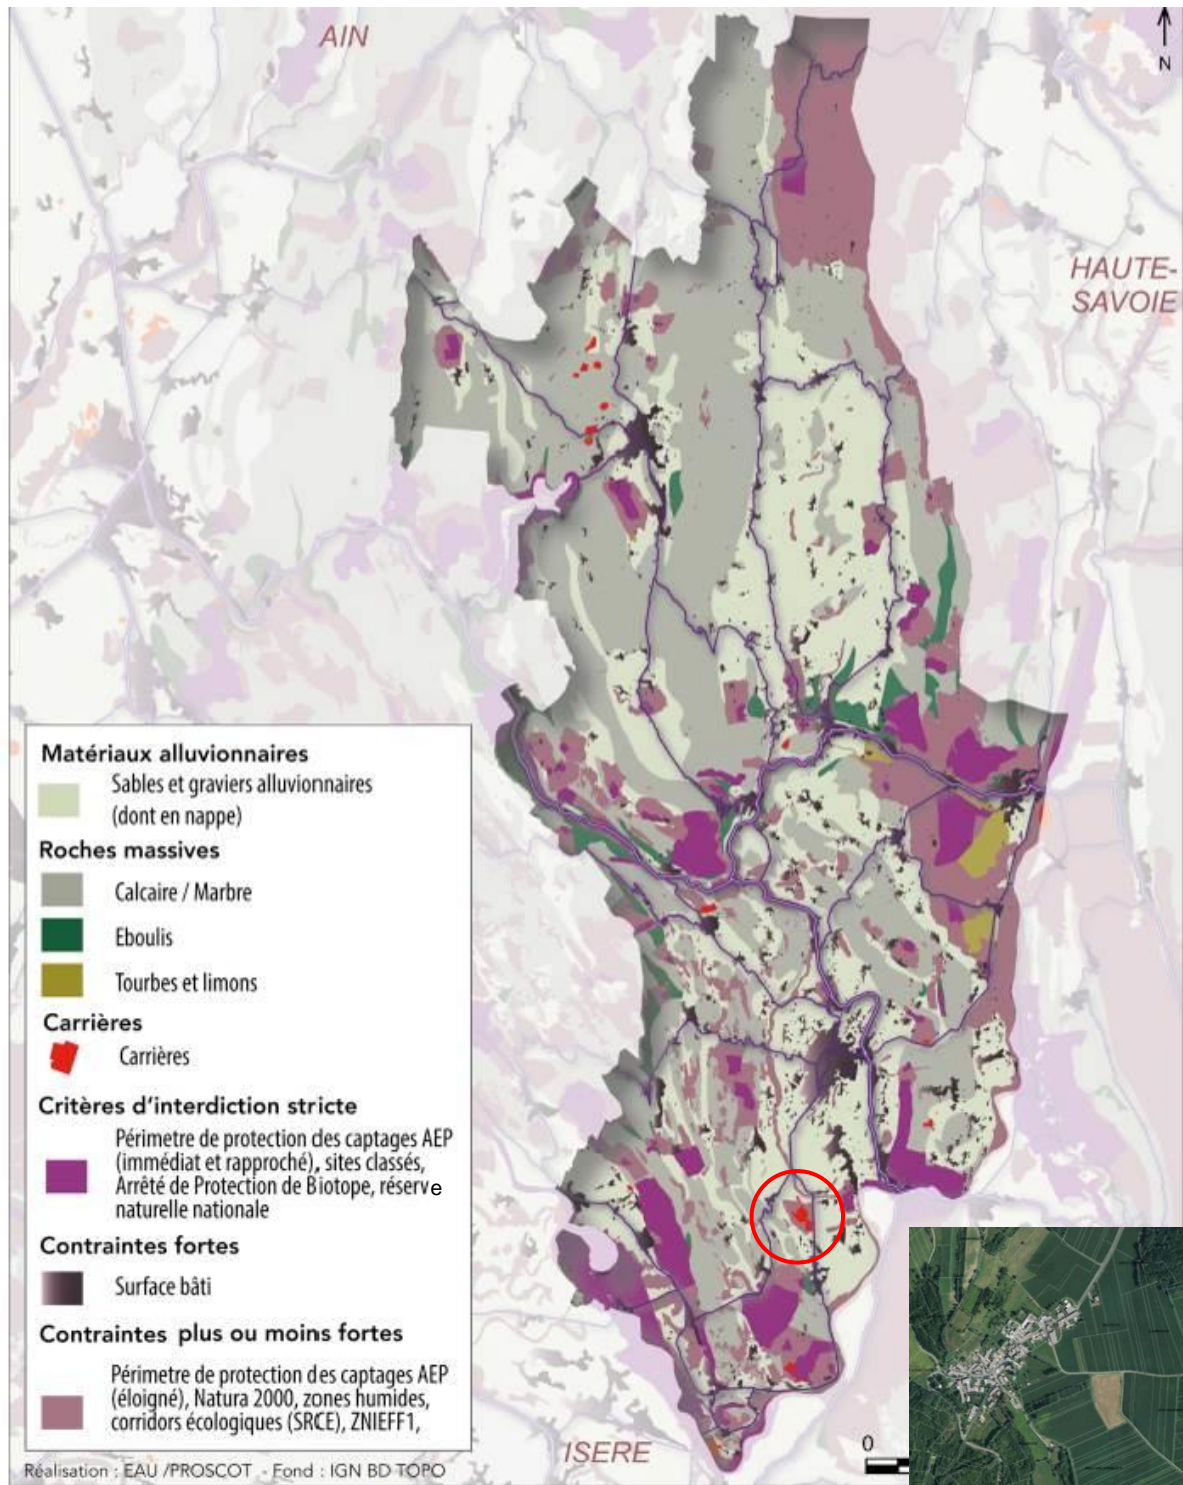 AIN
N
HAUTE-
SAVOIE
Matériaux alluvionnaires
Sables et graviers alluvionnaires
(dont en nappe)
Roches massives
Calcaire / Marbre
Eboulis
Tourbes et limons
Carrières
Carrières
Critères d'interdiction stricte
Périmetre de protection des captages AEP
(immédiat et rapproché), sites classés,
Arrêté de Protection de Biotope, réserve
naturelle nationale
Contraintes fortes
Surface bâti
Contraintes plus ou moins fortes
Périmetre de protection des captages AEP
(éloigné), Natura 2000, zones humides,
corridors écologiques (SRCE), ZNIEFF1,
ISERE
0
Réalisation : EAU /PROSCOT - Fond : IGN BD TOPO